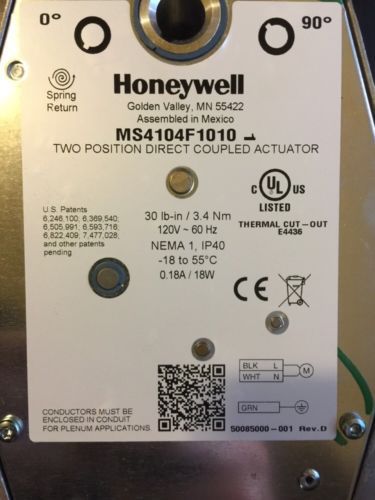 0° 90°
Spring
Return
Honeywell
Golden Valley, MN 55422
Assembled in Mexico
MS4104F1010
TWO POSITION DIRECT COUPLED ACTUATOR
C UL US
LISTED
THERMAL CUT-OUT
E4436
U.S. Patents
6,246,100; 6,369,540;
6,505,991; 6,593,716;
6,822,409; 7,477,028;
and other patents
pending
30 lb-in / 3.4 Nm
120V ~ 60 Hz
NEMA 1, IP40
-18 to 55°C
0.18A / 18W
CE
BLK L
WHT N
M
GRN
CONDUCTORS MUST BE
ENCLOSED IN CONDUIT
FOR PLENUM APPLICATIONS
50085000-001 Rev.D